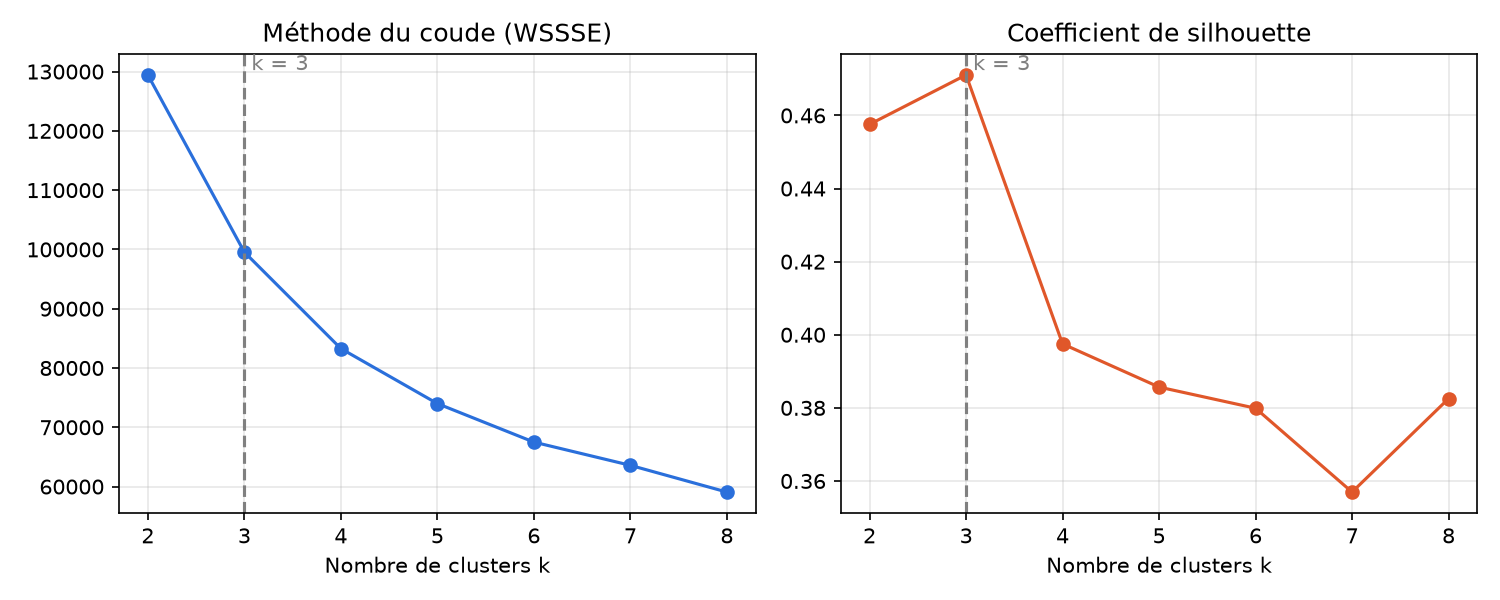 Méthode du coude (WSSSE)
k = 3
130000
120000
110000
100000
90000
80000
70000
60000
2 3 4 5 6 7 8
Nombre de clusters k
Coefficient de silhouette
k = 3
0.46
0.44
0.42
0.40
0.38
0.36
2 3 4 5 6 7 8
Nombre de clusters k